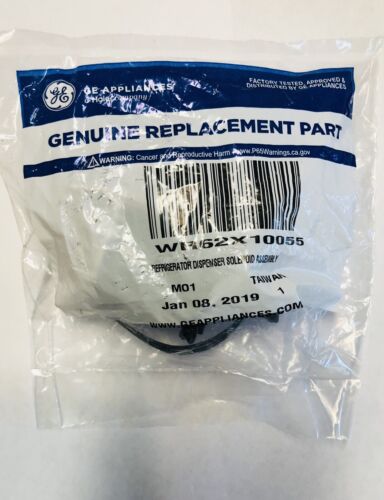 GE APPLIANCES
a Haier company
FACTORY TESTED, APPROVED &
DISTRIBUTED BY GE APPLIANCES
GENUINE REPLACEMENT PART
WARNING: Cancer and Reproductive Harm www.P65Warnings.ca.gov
WR62X10055
REFRIGERATOR DISPENSER SOLENOID ASSEMBLY
M01 TAIWAN
Jan 08, 2019 1
WWW.GEAPPLIANCES.COM